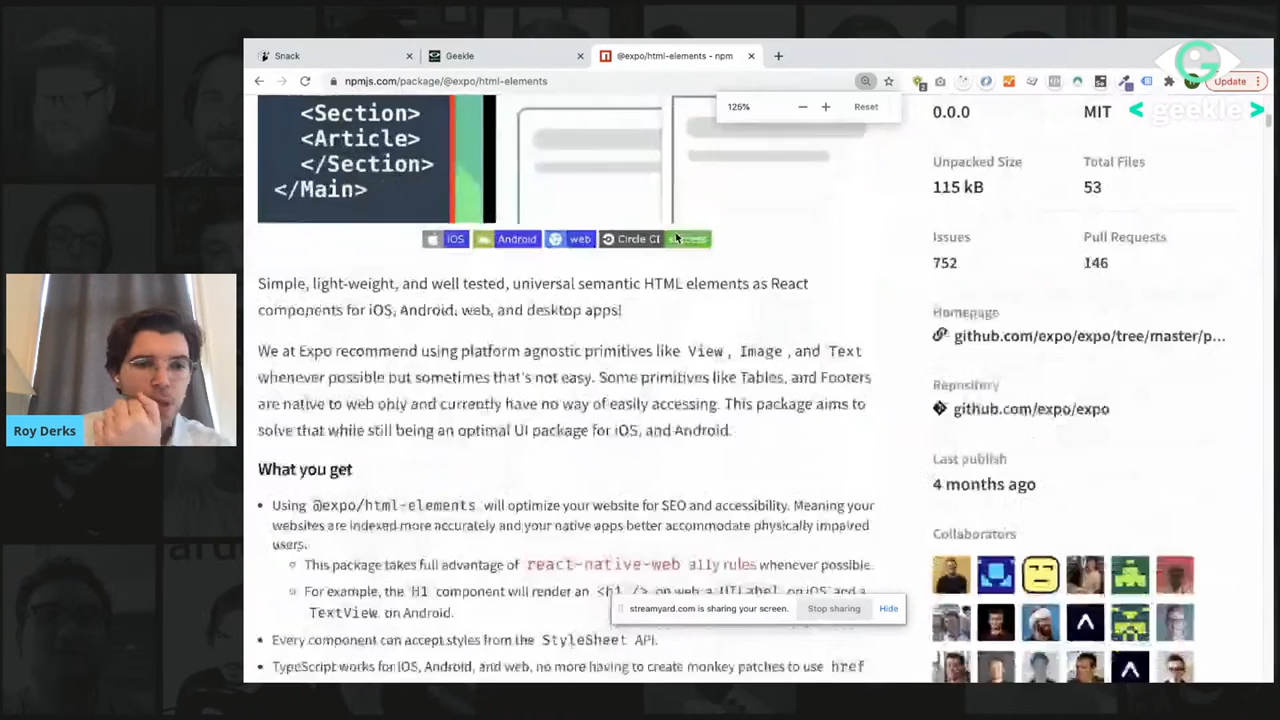 Snack
Geekle
@expo/html-elements - npm
npmjs.com/package/@expo/html-elements
Update
126%
Reset
< geekle >
<Section>
<Article>
</Section>
</Main>
0.0.0
MIT
Unpacked Size
Total Files
115 kB
53
iOS
Android
web
Circle CI
Issues
Pull Requests
752
146
Simple, light-weight, and well tested, universal semantic HTML elements as React
components for iOS, Android, web, and desktop apps!
Homepage
github.com/expo/expo/tree/master/p...
We at Expo recommend using platform agnostic primitives like View, Image, and Text
whenever possible but sometimes that's not easy. Some primitives like Tables, and Footers
are native to web only and currently have no way of easily accessing. This package aims to
solve that while still being an optimal UI package for iOS, and Android.
Repository
github.com/expo/expo
Last publish
4 months ago
What you get
Using @expo/html-elements will optimize your website for SEO and accessibility. Meaning your
websites are indexed more accurately and your native apps better accommodate physically impaired
users.
Collaborators
This package takes full advantage of react-native-web a11y rules whenever possible.
For example, the H1 component will render an <h1 /> on web a UILabel on iOS and a
TextView on Android.
streamyard.com is sharing your screen.
Stop sharing
Hide
Every component can accept styles from the StyleSheet API.
TypeScript works for iOS, Android, and web, no more having to create monkey patches to use href
Roy Derks